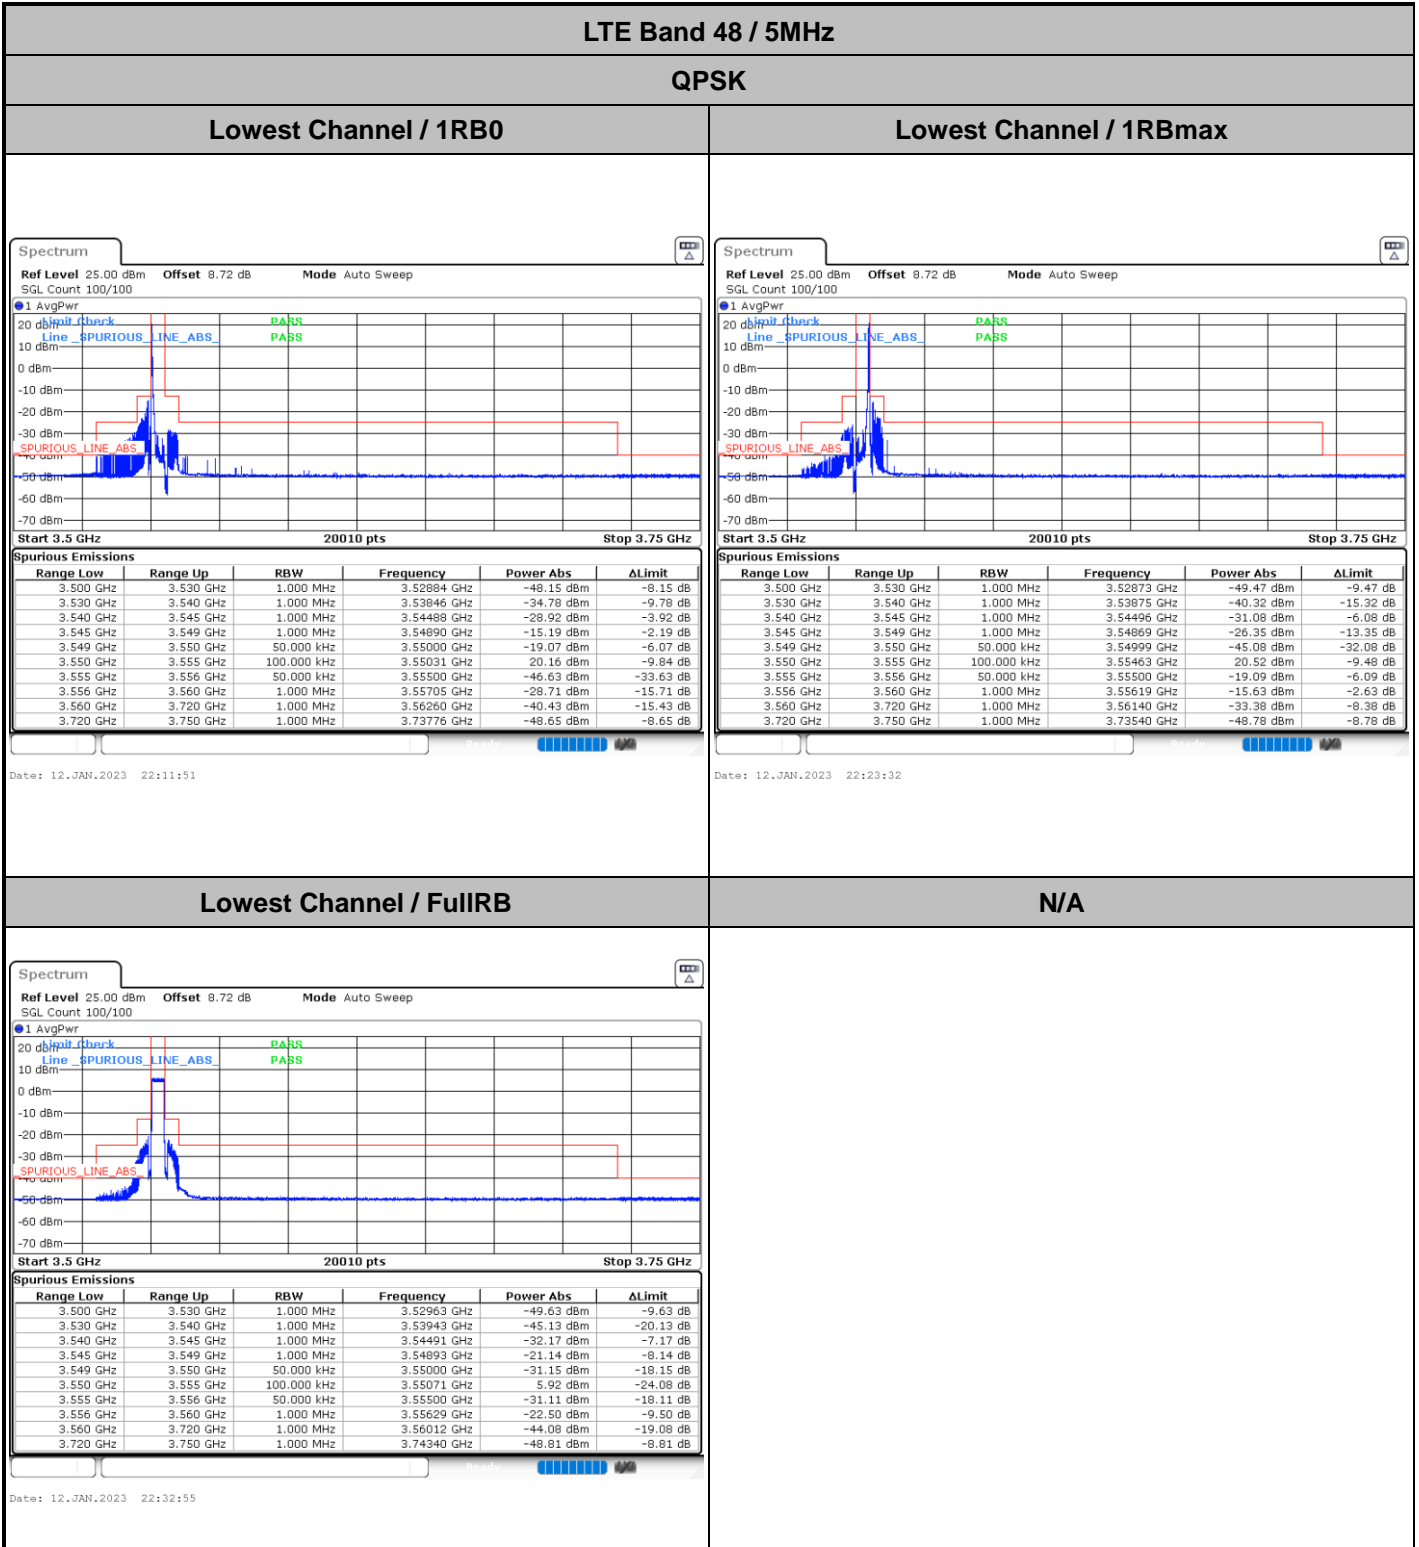 LTE Band 48 / 5MHz
QPSK
Lowest Channel / 1RB0
Lowest Channel / 1RBmax
Spectrum
Ref Level 25.00 dBm Offset 8.72 dB Mode Auto Sweep
SGL Count 100/100
1 AvgPwr
Limit Check PASS
20 dBm
Line _SPURIOUS_LINE_ABS_ PASS
10 dBm
0 dBm
-10 dBm
-20 dBm
-30 dBm
_SPURIOUS_LINE_ABS_
-40 dBm
-50 dBm
-60 dBm
-70 dBm
Start 3.5 GHz 20010 pts Stop 3.75 GHz
Spurious Emissions
Range Low Range Up RBW Frequency Power Abs ΔLimit
3.500 GHz 3.530 GHz 1.000 MHz 3.52884 GHz -48.15 dBm -8.15 dB
3.530 GHz 3.540 GHz 1.000 MHz 3.53846 GHz -34.78 dBm -9.78 dB
3.540 GHz 3.545 GHz 1.000 MHz 3.54488 GHz -28.92 dBm -3.92 dB
3.545 GHz 3.549 GHz 1.000 MHz 3.54890 GHz -15.19 dBm -2.19 dB
3.549 GHz 3.550 GHz 50.000 kHz 3.55000 GHz -19.07 dBm -6.07 dB
3.550 GHz 3.555 GHz 100.000 kHz 3.55031 GHz 20.16 dBm -9.84 dB
3.555 GHz 3.556 GHz 50.000 kHz 3.55500 GHz -46.63 dBm -33.63 dB
3.556 GHz 3.560 GHz 1.000 MHz 3.55705 GHz -28.71 dBm -15.71 dB
3.560 GHz 3.720 GHz 1.000 MHz 3.56260 GHz -40.43 dBm -15.43 dB
3.720 GHz 3.750 GHz 1.000 MHz 3.73776 GHz -48.65 dBm -8.65 dB
Ready
Date: 12.JAN.2023 22:11:51
Spectrum
Ref Level 25.00 dBm Offset 8.72 dB Mode Auto Sweep
SGL Count 100/100
1 AvgPwr
Limit Check PASS
20 dBm
Line _SPURIOUS_LINE_ABS_ PASS
10 dBm
0 dBm
-10 dBm
-20 dBm
-30 dBm
_SPURIOUS_LINE_ABS_
-40 dBm
-50 dBm
-60 dBm
-70 dBm
Start 3.5 GHz 20010 pts Stop 3.75 GHz
Spurious Emissions
Range Low Range Up RBW Frequency Power Abs ΔLimit
3.500 GHz 3.530 GHz 1.000 MHz 3.52873 GHz -49.47 dBm -9.47 dB
3.530 GHz 3.540 GHz 1.000 MHz 3.53875 GHz -40.32 dBm -15.32 dB
3.540 GHz 3.545 GHz 1.000 MHz 3.54496 GHz -31.08 dBm -6.08 dB
3.545 GHz 3.549 GHz 1.000 MHz 3.54869 GHz -26.35 dBm -13.35 dB
3.549 GHz 3.550 GHz 50.000 kHz 3.54999 GHz -45.08 dBm -32.08 dB
3.550 GHz 3.555 GHz 100.000 kHz 3.55463 GHz 20.52 dBm -9.48 dB
3.555 GHz 3.556 GHz 50.000 kHz 3.55500 GHz -19.09 dBm -6.09 dB
3.556 GHz 3.560 GHz 1.000 MHz 3.55619 GHz -15.63 dBm -2.63 dB
3.560 GHz 3.720 GHz 1.000 MHz 3.56140 GHz -33.38 dBm -8.38 dB
3.720 GHz 3.750 GHz 1.000 MHz 3.73540 GHz -48.78 dBm -8.78 dB
Ready
Date: 12.JAN.2023 22:23:32
Lowest Channel / FullRB
N/A
Spectrum
Ref Level 25.00 dBm Offset 8.72 dB Mode Auto Sweep
SGL Count 100/100
1 AvgPwr
Limit Check PASS
20 dBm
Line _SPURIOUS_LINE_ABS_ PASS
10 dBm
0 dBm
-10 dBm
-20 dBm
-30 dBm
_SPURIOUS_LINE_ABS_
-40 dBm
-50 dBm
-60 dBm
-70 dBm
Start 3.5 GHz 20010 pts Stop 3.75 GHz
Spurious Emissions
Range Low Range Up RBW Frequency Power Abs ΔLimit
3.500 GHz 3.530 GHz 1.000 MHz 3.52963 GHz -49.63 dBm -9.63 dB
3.530 GHz 3.540 GHz 1.000 MHz 3.53943 GHz -45.13 dBm -20.13 dB
3.540 GHz 3.545 GHz 1.000 MHz 3.54491 GHz -32.17 dBm -7.17 dB
3.545 GHz 3.549 GHz 1.000 MHz 3.54893 GHz -21.14 dBm -8.14 dB
3.549 GHz 3.550 GHz 50.000 kHz 3.55000 GHz -31.15 dBm -18.15 dB
3.550 GHz 3.555 GHz 100.000 kHz 3.55071 GHz 5.92 dBm -24.08 dB
3.555 GHz 3.556 GHz 50.000 kHz 3.55500 GHz -31.11 dBm -18.11 dB
3.556 GHz 3.560 GHz 1.000 MHz 3.55629 GHz -22.50 dBm -9.50 dB
3.560 GHz 3.720 GHz 1.000 MHz 3.56012 GHz -44.08 dBm -19.08 dB
3.720 GHz 3.750 GHz 1.000 MHz 3.74340 GHz -48.81 dBm -8.81 dB
Ready
Date: 12.JAN.2023 22:32:55